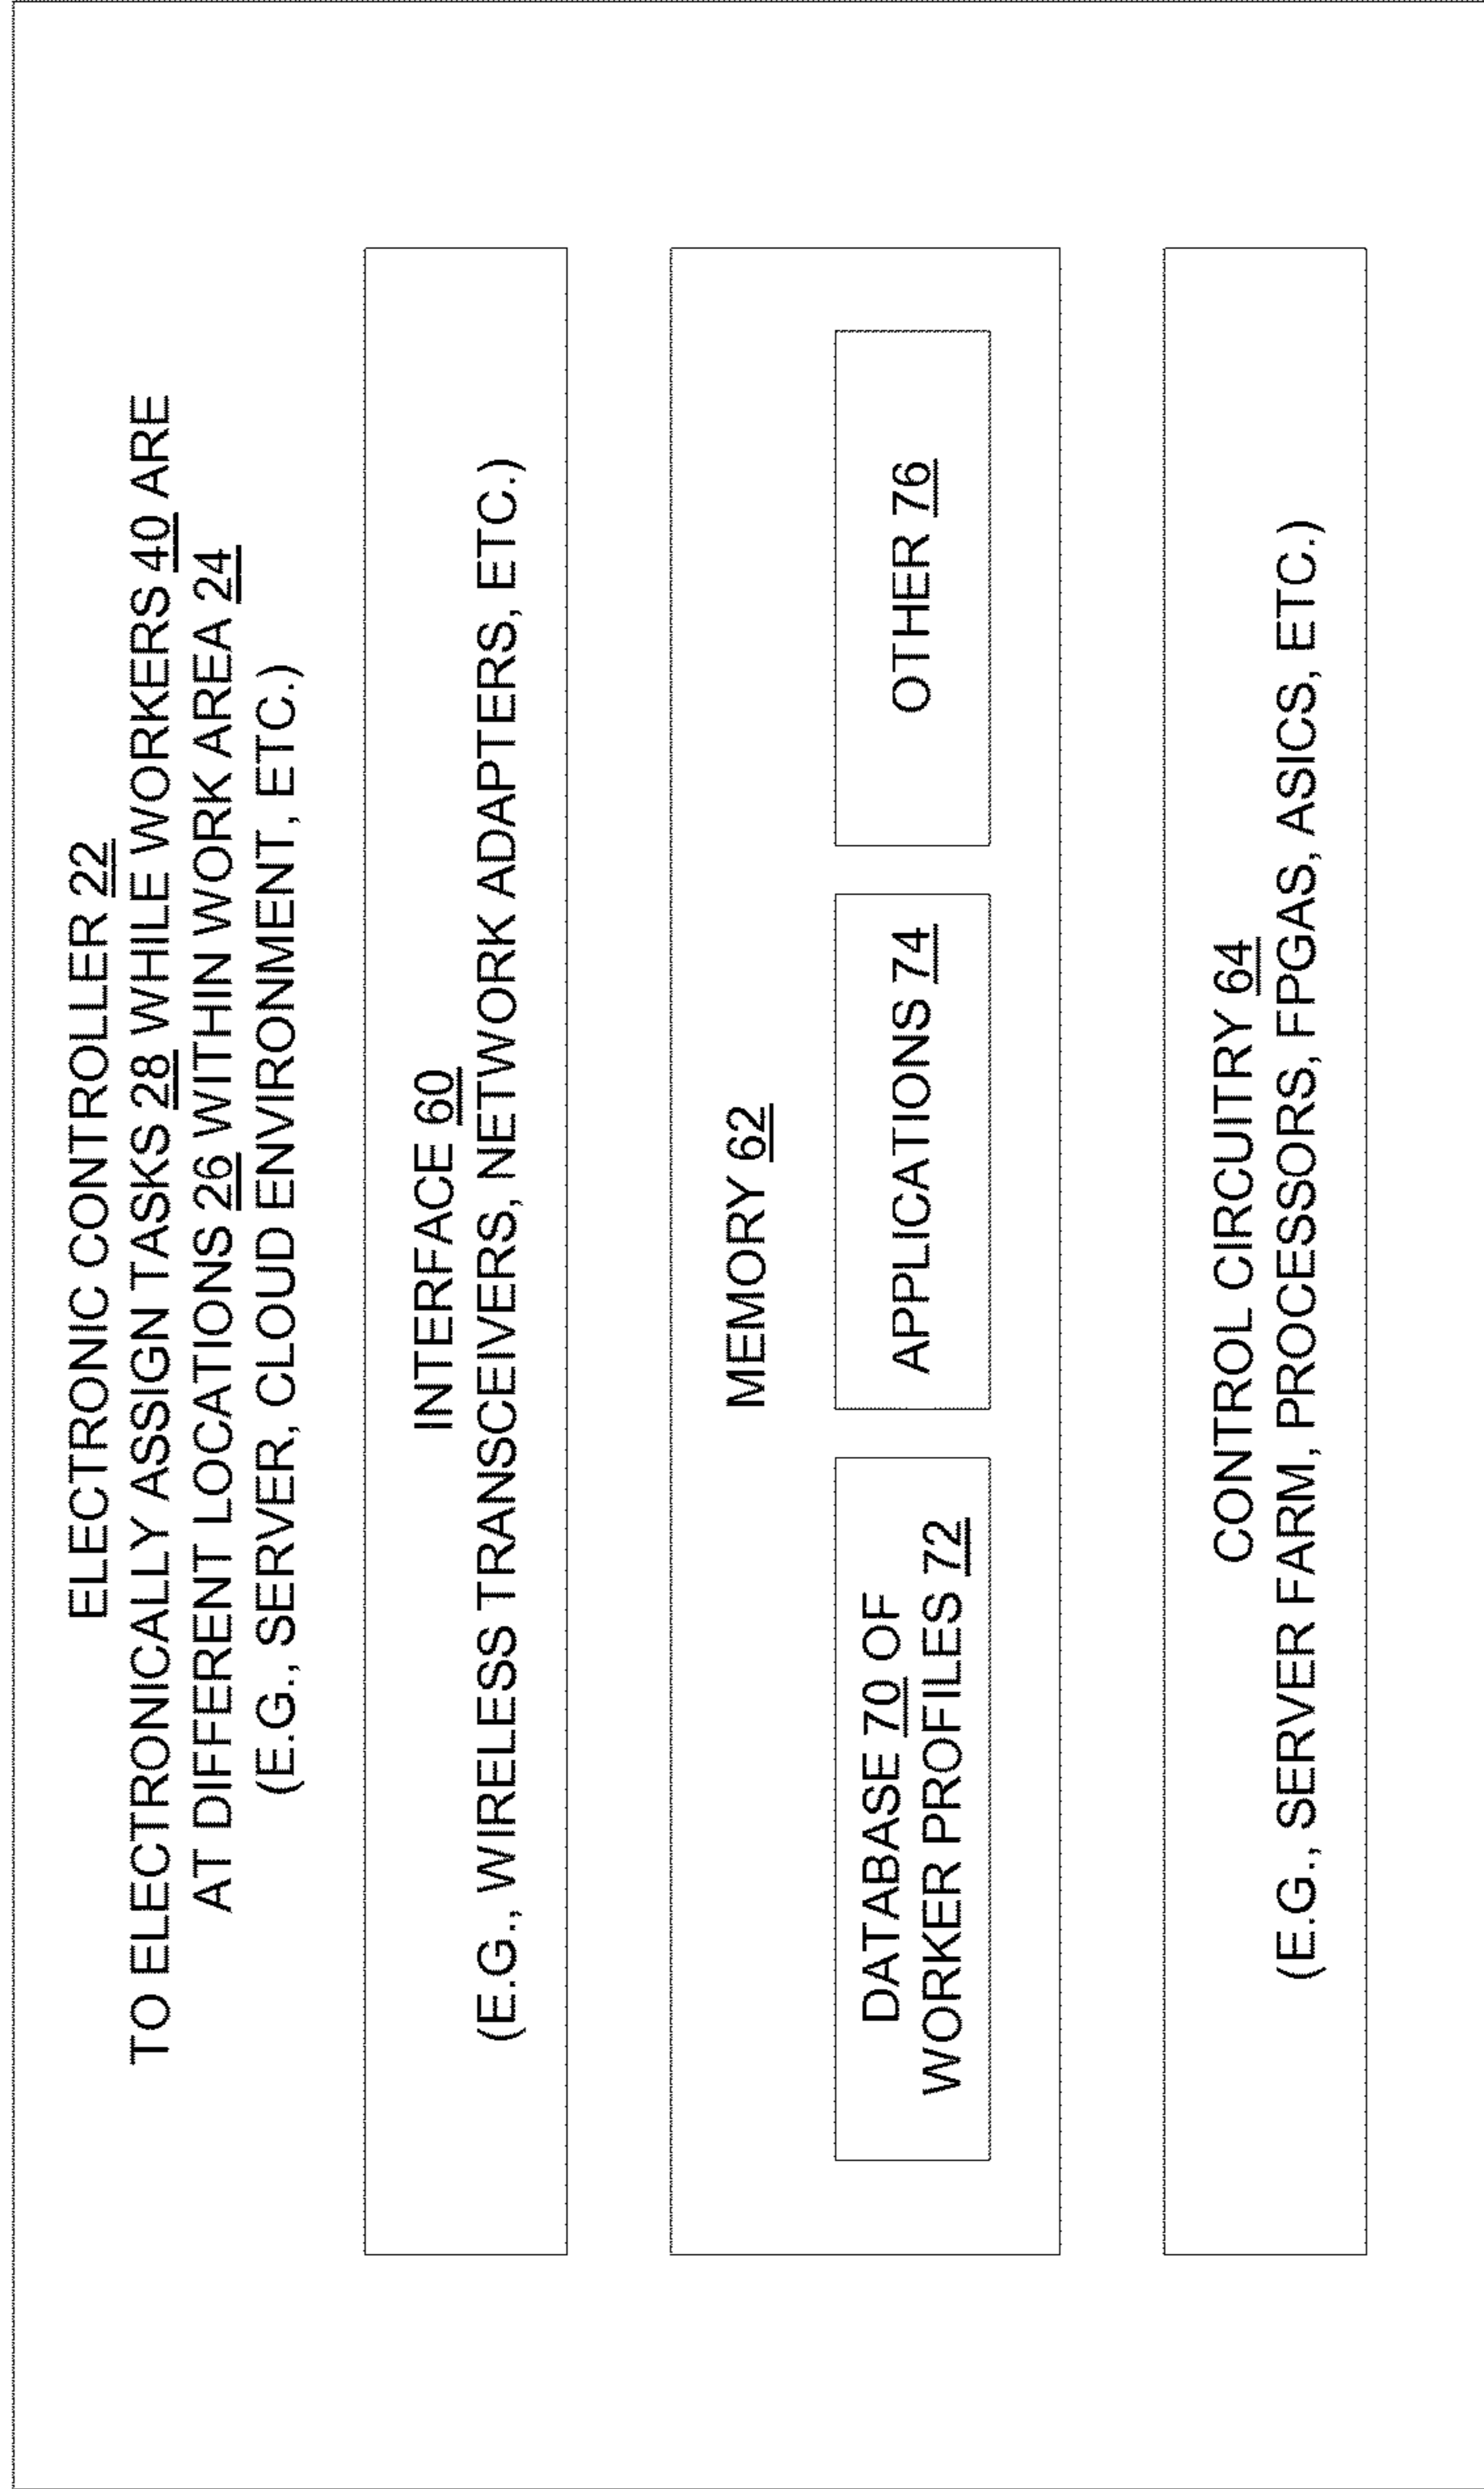 ELECTRONIC CONTROLLER 22
TO ELECTRONICALLY ASSIGN TASKS 28 WHILE WORKERS 40 ARE
AT DIFFERENT LOCATIONS 26 WITHIN WORK AREA 24
(E.G., SERVER, CLOUD ENVIRONMENT, ETC.)
INTERFACE 60
(E.G., WIRELESS TRANSCEIVERS, NETWORK ADAPTERS, ETC.)
MEMORY 62
DATABASE 70 OF
WORKER PROFILES 72
APPLICATIONS 74
OTHER 76
CONTROL CIRCUITRY 64
(E.G., SERVER FARM, PROCESSORS, FPGAS, ASICS, ETC.)